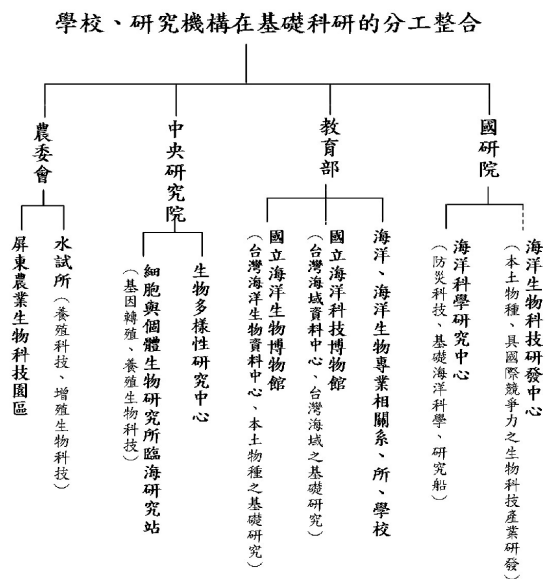 學校、研究機構在基礎科研的分工整合
農委會
中央研究院
教育部
國研院
屏東農業生物科技園區
水試所（養殖科技、增殖生物科技）
細胞與個體生物研究所臨海研究站
（基因轉殖、養殖生物科技）
生物多樣性研究中心
國立海洋生物博物館
（台灣海洋生物資料中心、本土物種之基礎研究）
國立海洋科技博物館
（台灣海域資料中心、台灣海域之基礎研究）
海洋、海洋生物專業相關系、所、學校
海洋科學研究中心
（防災科技、基礎海洋科學、研究船）
海洋生物科技研發中心
（本土物種、具國際競爭力之生物科技產業研發）